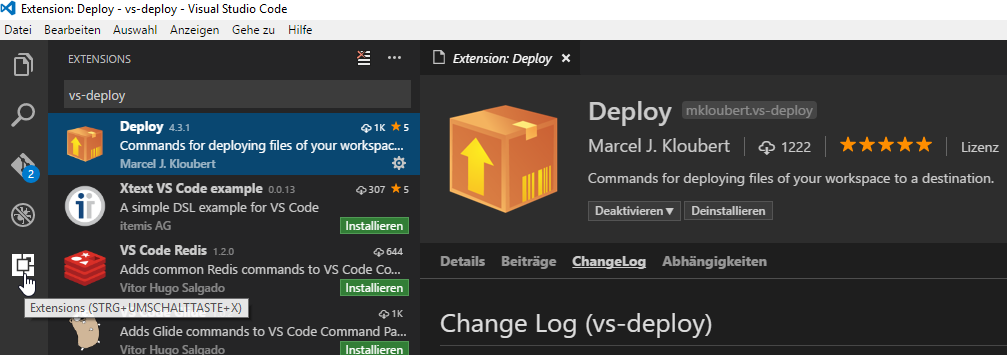 Extension: Deploy - vs-deploy - Visual Studio Code
Datei Bearbeiten Auswahl Anzeigen Gehe zu Hilfe
EXTENSIONS
vs-deploy
Deploy 4.3.1 1K 5
Commands for deploying files of your workspac...
Marcel J. Kloubert
Xtext VS Code example 0.0.13 307 5
A simple DSL example for VS Code
itemis AG Installieren
VS Code Redis 1.2.0 644
Adds common Redis commands to VS Code Co...
Vitor Hugo Salgado Installieren
1K
Adds Glide commands to VS Code Command Pa...
Vitor Hugo Salgado Installieren
2
Extensions (STRG+UMSCHALTTASTE+X)
Extension: Deploy
Deploy mkloubert.vs-deploy
Marcel J. Kloubert 1222 Lizenz
Commands for deploying files of your workspace to a destination.
Deaktivieren Deinstallieren
Details Beiträge ChangeLog Abhängigkeiten
Change Log (vs-deploy)